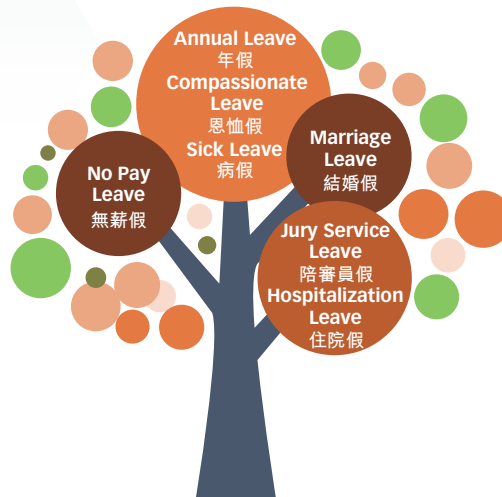 Annual Leave
年假
Compassionate
Leave
恩恤假
Sick Leave
病假
Marriage
Leave
結婚假
No Pay
Leave
無薪假
Jury Service
Leave
陪審員假
Hospitalization
Leave
住院假